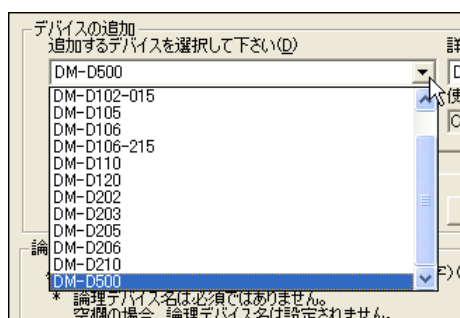 デバイスの追加
追加するデバイスを選択して下さい(D)
DM-D500
DM-D102-015
DM-D105
DM-D106
DM-D106-215
DM-D110
DM-D120
DM-D202
DM-D203
DM-D205
DM-D206
DM-D210
DM-D500
* 論理デバイス名は必須ではありません。
空欄の場合、論理デバイス名は設定されません。